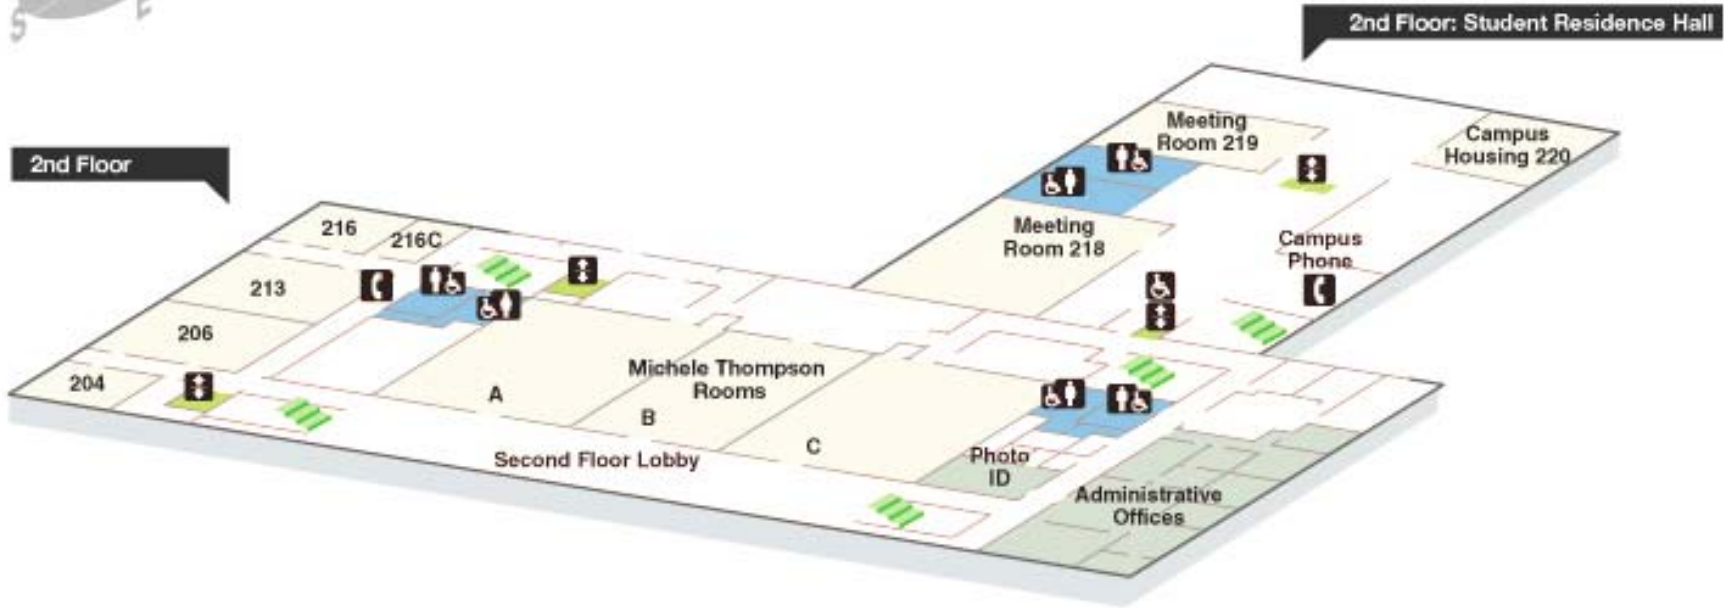 S
E
2nd Floor: Student Residence Hall
2nd Floor
Meeting
Room 219
Campus
Housing 220
216
216C
Meeting
Room 218
Campus
Phone
213
206
204
Michele Thompson
Rooms
A
B
C
Second Floor Lobby
Photo
ID
Administrative
Offices